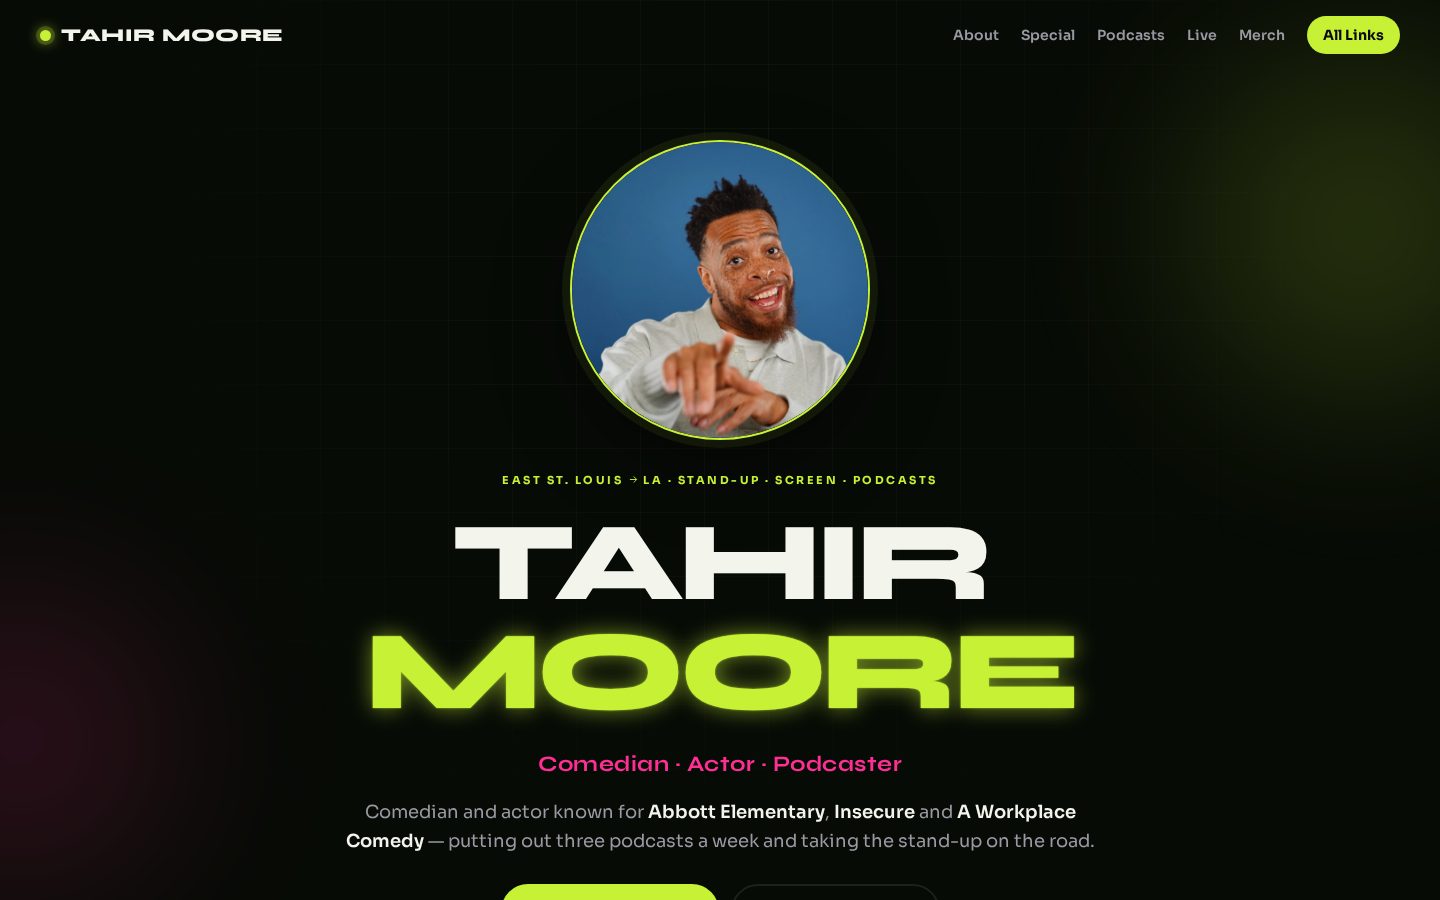 TAHIR MOORE
About
Special
Podcasts
Live
Merch
All Links
EAST ST. LOUIS → LA · STAND-UP · SCREEN · PODCASTS
TAHIR
MOORE
Comedian · Actor · Podcaster
Comedian and actor known for Abbott Elementary, Insecure and A Workplace
Comedy — putting out three podcasts a week and taking the stand-up on the road.